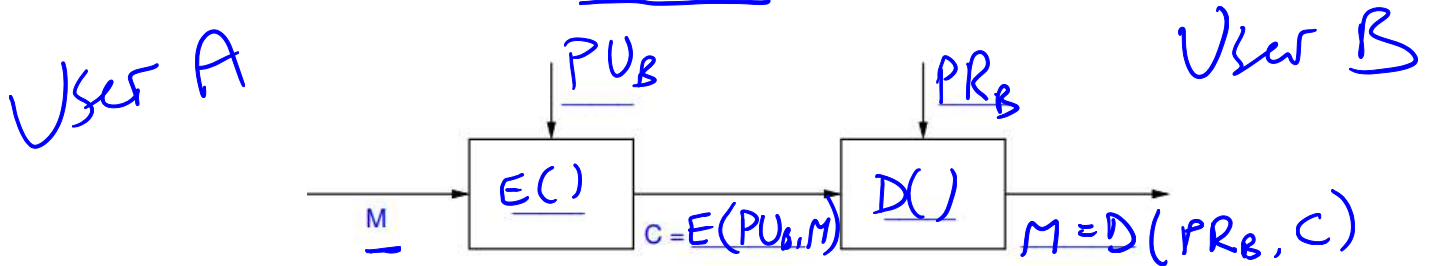 User A
PU_B
PR_B
User B
E()
D()
M
C = E(PU_B, M)
M = D(PR_B, C)